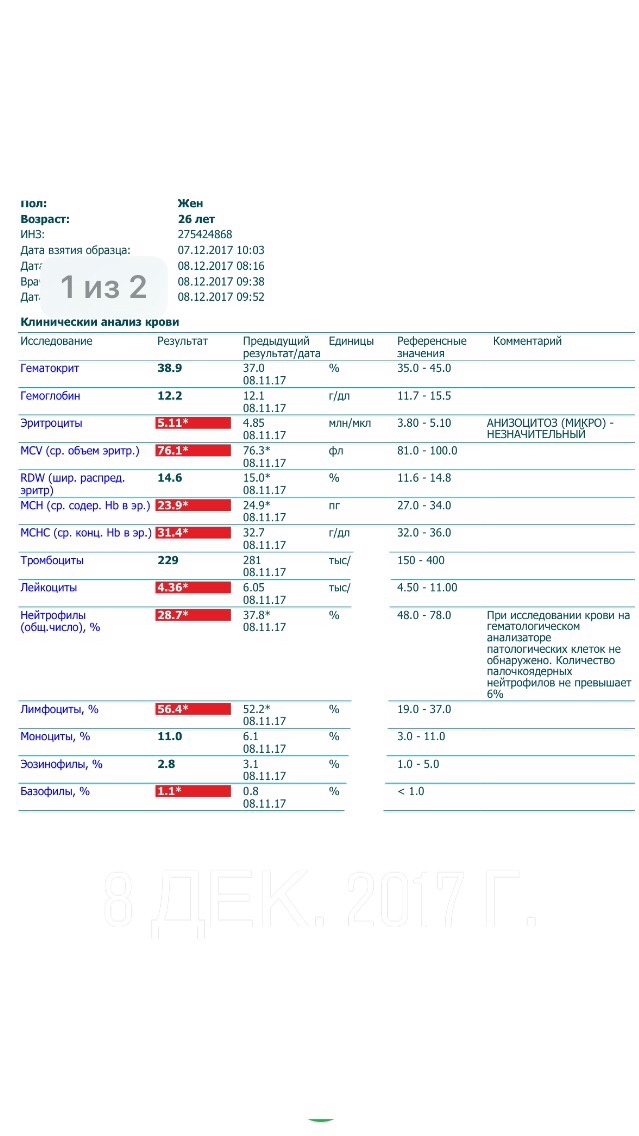 Пол: Жен
Возраст: 26 лет
ИНЗ: 275424868
Дата взятия образца: 07.12.2017 10:03
Дата 08.12.2017 08:16
08.12.2017 09:38
08.12.2017 09:52
1 из 2
Клинический анализ крови
Исследование Результат Предыдущий результат/дата Единицы Референсные значения Комментарий
Гематокрит 38.9 37.0 08.11.17 % 35.0 - 45.0
Гемоглобин 12.2 12.1 08.11.17 г/дл 11.7 - 15.5
Эритроциты 5.11* 4.85 08.11.17 млн/мкл 3.80 - 5.10 АНИЗОЦИТОЗ (МИКРО) - НЕЗНАЧИТЕЛЬНЫЙ
MCV (ср. объем эритр.) 76.1* 76.3* 08.11.17 фл 81.0 - 100.0
RDW (шир. распред. эритр) 14.6 15.0* 08.11.17 % 11.6 - 14.8
MCH (ср. содер. Hb в эр.) 23.9* 24.9* 08.11.17 пг 27.0 - 34.0
MCHC (ср. конц. Hb в эр.) 31.4* 32.7 08.11.17 г/дл 32.0 - 36.0
Тромбоциты 229 281 08.11.17 тыс/ 150 - 400
Лейкоциты 4.36* 6.05 08.11.17 тыс/ 4.50 - 11.00
Нейтрофилы (общ.число), % 28.7* 37.8* 08.11.17 % 48.0 - 78.0 При исследовании крови на гематологическом анализаторе патологических клеток не обнаружено. Количество палочкоядерных нейтрофилов не превышает 6%
Лимфоциты, % 56.4* 52.2* 08.11.17 % 19.0 - 37.0
Моноциты, % 11.0 6.1 08.11.17 % 3.0 - 11.0
Эозинофилы, % 2.8 3.1 08.11.17 % 1.0 - 5.0
Базофилы, % 1.1* 0.8 08.11.17 % < 1.0
8 ДЕК. 2017 Г.